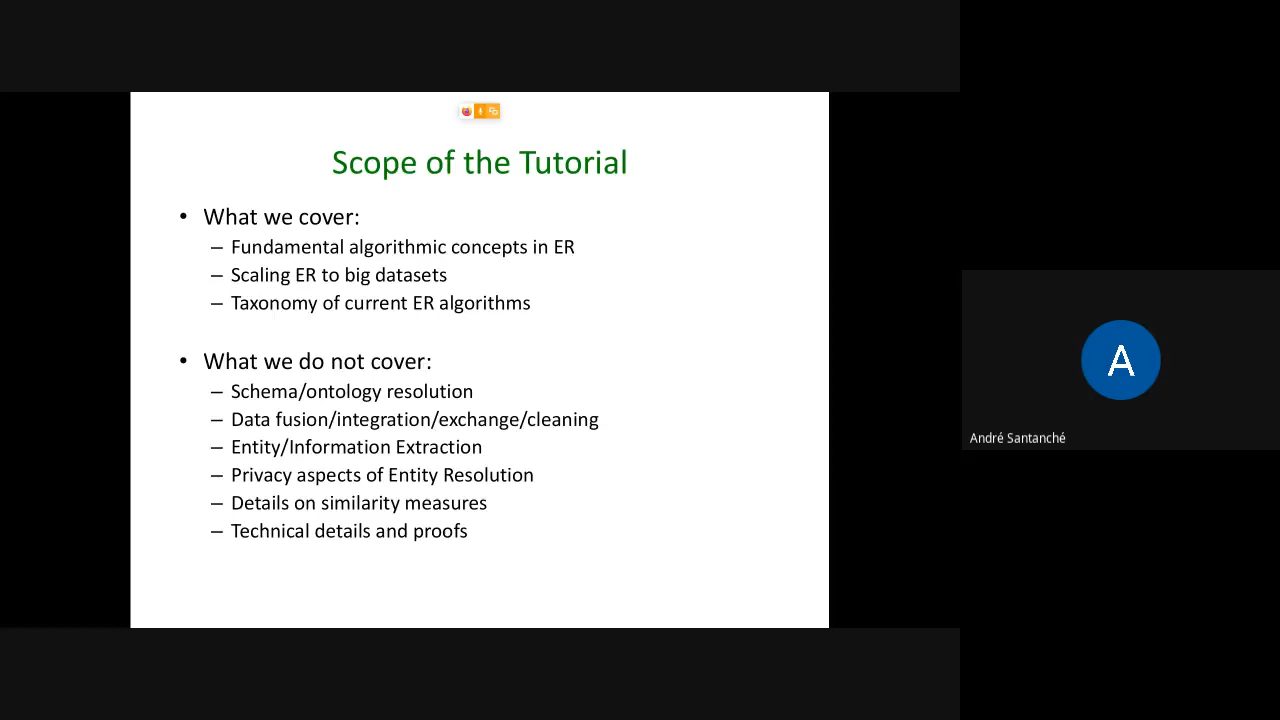 Scope of the Tutorial
• What we cover:
– Fundamental algorithmic concepts in ER
– Scaling ER to big datasets
– Taxonomy of current ER algorithms
• What we do not cover:
– Schema/ontology resolution
– Data fusion/integration/exchange/cleaning
– Entity/Information Extraction
– Privacy aspects of Entity Resolution
– Details on similarity measures
– Technical details and proofs
A
André Santanchè